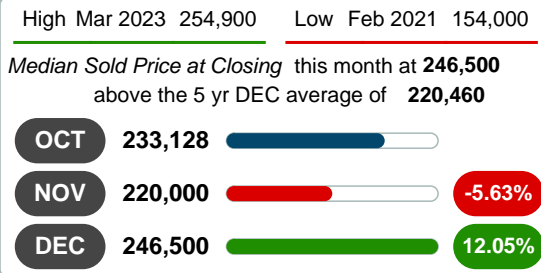 High Mar 2023 254,900 Low Feb 2021 154,000
Median Sold Price at Closing this month at 246,500
above the 5 yr DEC average of 220,460
OCT 233,128
NOV 220,000 -5.63%
DEC 246,500 12.05%